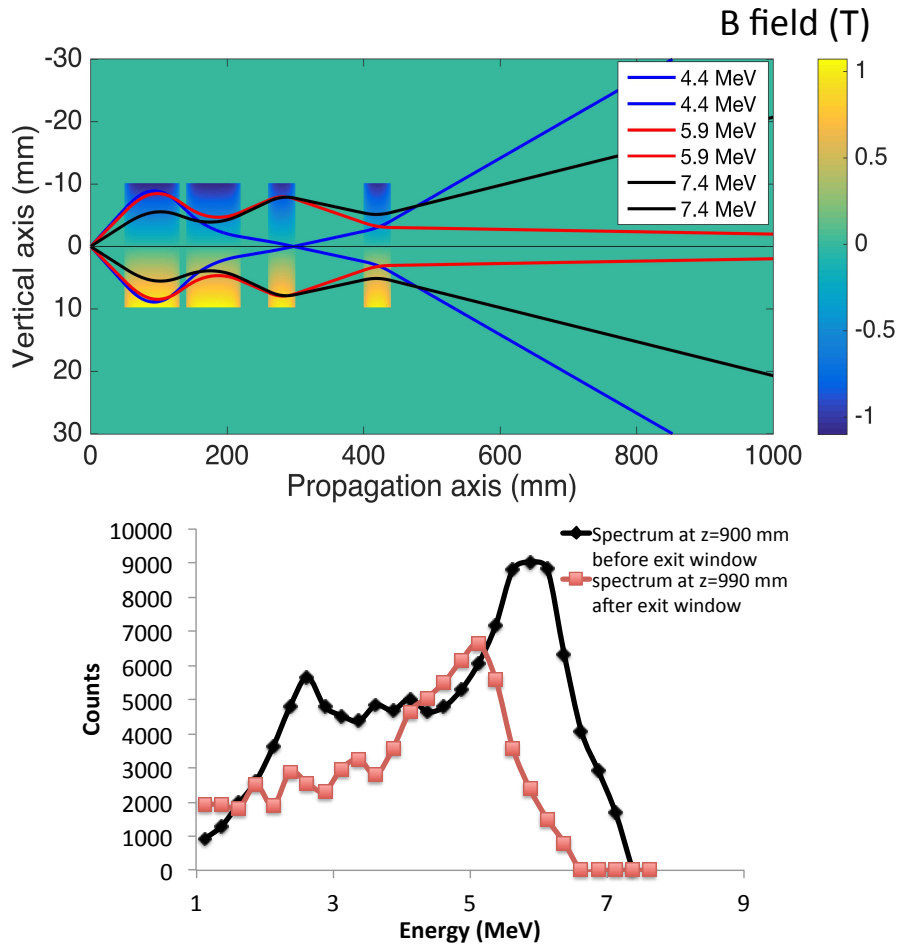 B field (T)
-30
-20
-10
0
10
20
30
Vertical axis (mm)
4.4 MeV
4.4 MeV
5.9 MeV
5.9 MeV
7.4 MeV
7.4 MeV
1
0.5
0
-0.5
-1
0
200
400
600
800
1000
Propagation axis (mm)
10000
9000
8000
7000
6000
5000
4000
3000
2000
1000
0
Counts
Spectrum at z=900 mm
before exit window
spectrum at z=990 mm
after exit window
1
3
5
7
9
Energy (MeV)